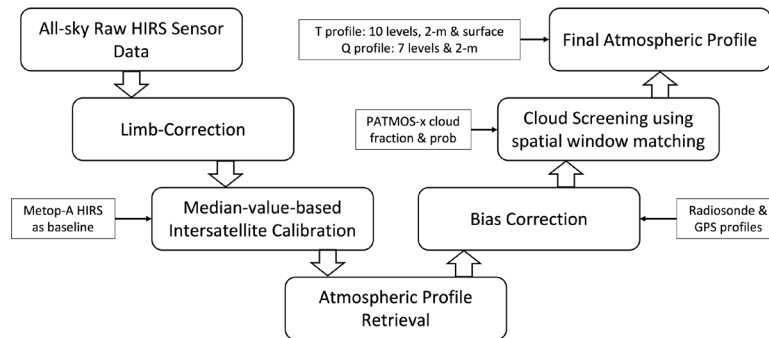 All-sky Raw HIRS Sensor
Data
Limb-Correction
Metop-A HIRS
as baseline
Median-value-based
Intersatellite Calibration
Atmospheric Profile
Retrieval
Bias Correction
Radiosonde &
GPS profiles
PATMOS-x cloud
fraction & prob
Cloud Screening using
spatial window matching
T profile: 10 levels, 2-m & surface
Q profile: 7 levels & 2-m
Final Atmospheric Profile